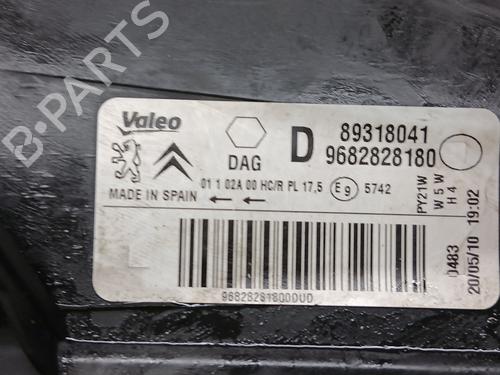 B-PARTS
Valeo
DAG
D
89318041
9682828180
01 1 02A 00 HC/R PL 17,5 E9 5742
MADE IN SPAIN
PY21W
W5W
H4
0483
20/05/10 19:02
9682828180DUD